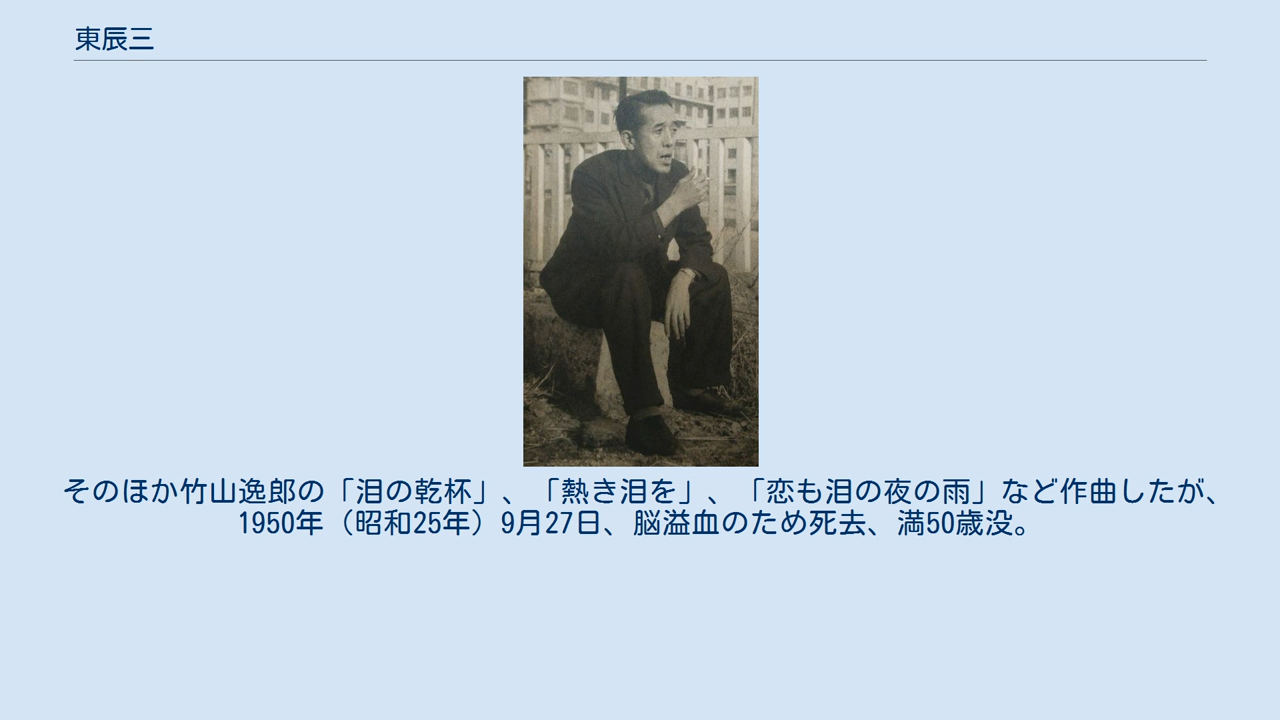 東辰三
そのほか竹山逸郎の「泪の乾杯」、「熱き泪を」、「恋も泪の夜の雨」など作曲したが、
1950年（昭和25年）9月27日、脳溢血のため死去、満50歳没。